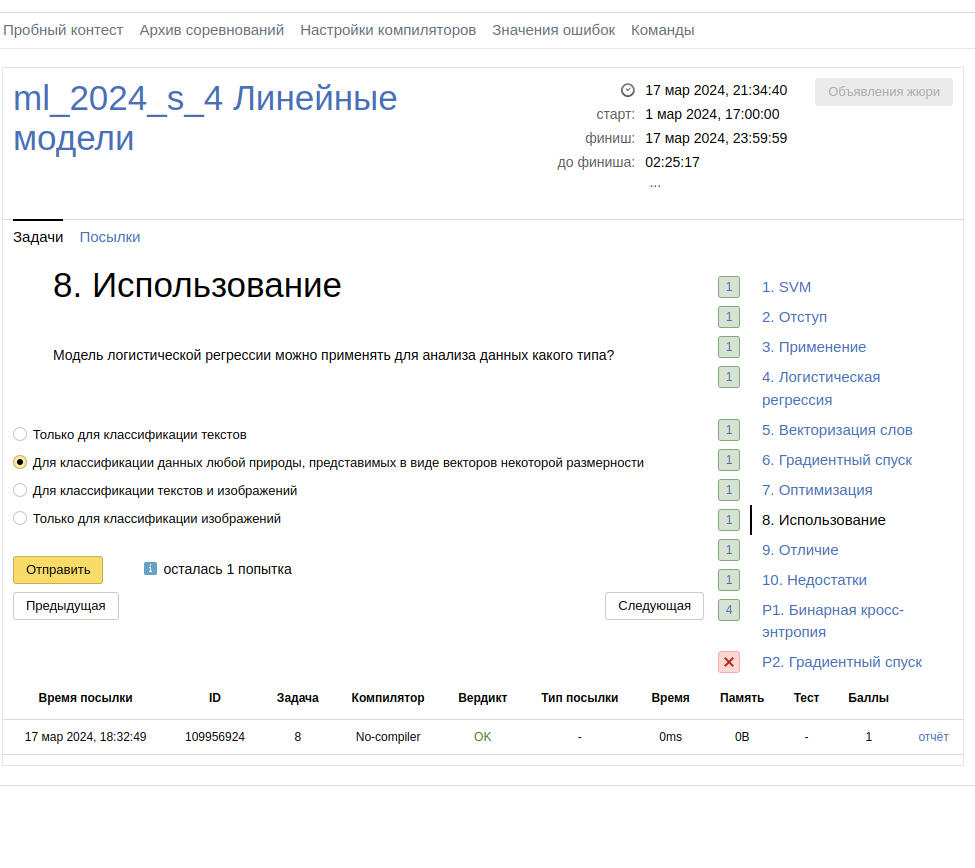 Пробный контест Архив соревнований Настройки компиляторов Значения ошибок Команды
ml_2024_s_4 Линейные
модели
17 мар 2024, 21:34:40
старт: 1 мар 2024, 17:00:00
финиш: 17 мар 2024, 23:59:59
до финиша: 02:25:17
...
Объявления жюри
Задачи Посылки
8. Использование
Модель логистической регрессии можно применять для анализа данных какого типа?
Только для классификации текстов
Для классификации данных любой природы, представимых в виде векторов некоторой размерности
Для классификации текстов и изображений
Только для классификации изображений
Отправить
i осталась 1 попытка
Предыдущая
Следующая
1 1. SVM
1 2. Отступ
1 3. Применение
1 4. Логистическая
регрессия
1 5. Векторизация слов
1 6. Градиентный спуск
1 7. Оптимизация
1 8. Использование
1 9. Отличие
1 10. Недостатки
4 P1. Бинарная кросс-
энтропия
P2. Градиентный спуск
Время посылки ID Задача Компилятор Вердикт Тип посылки Время Память Тест Баллы
17 мар 2024, 18:32:49 109956924 8 No-compiler OK - 0ms 0B - 1 отчёт